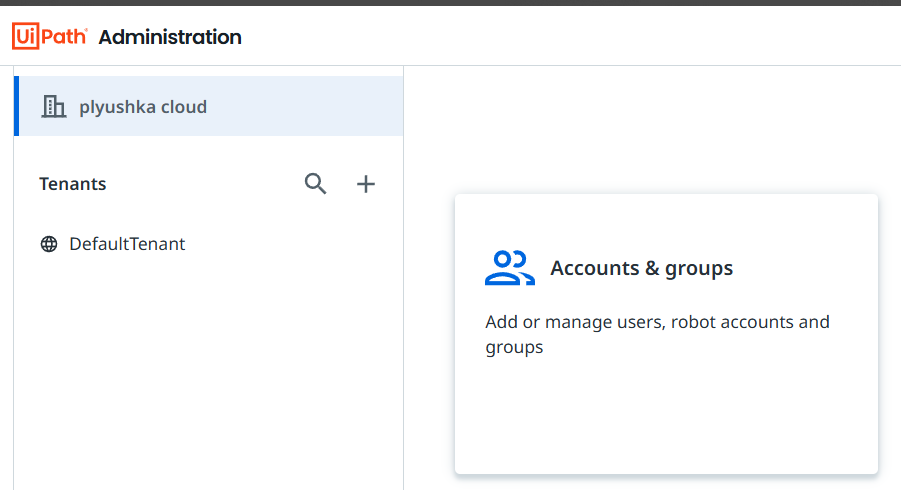 UiPath Administration
plyushka cloud
Tenants
DefaultTenant
Accounts & groups
Add or manage users, robot accounts and
groups